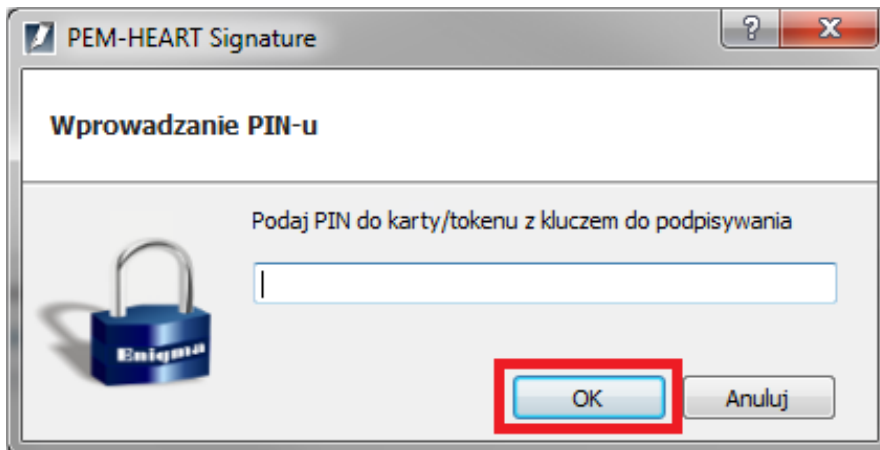 PEM-HEART Signature
Wprowadzanie PIN-u
Podaj PIN do karty/tokenu z kluczem do podpisywania
Enigma
OK
Anuluj